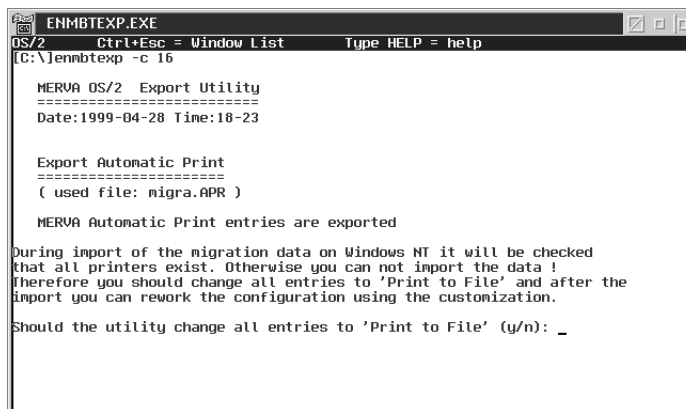 ENMBTEXP.EXE
OS/2 Ctrl+Esc = Window List Type HELP = help
[C:\]enmbtexp -c 16
MERVA OS/2 Export Utility
==========================
Date:1999-04-28 Time:18-23
Export Automatic Print
======================
( used file: migra.APR )
MERVA Automatic Print entries are exported
During import of the migration data on Windows NT it will be checked
that all printers exist. Otherwise you can not import the data !
Therefore you should change all entries to 'Print to File' and after the
import you can rework the configuration using the customization.
Should the utility change all entries to 'Print to File' (y/n): _